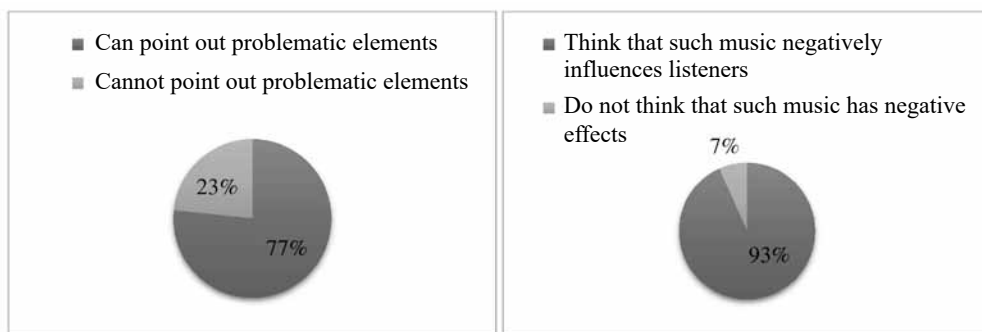 Can point out problematic elements
Cannot point out problematic elements
23%
77%
Think that such music negatively
influences listeners
Do not think that such music has negative
effects
7%
93%